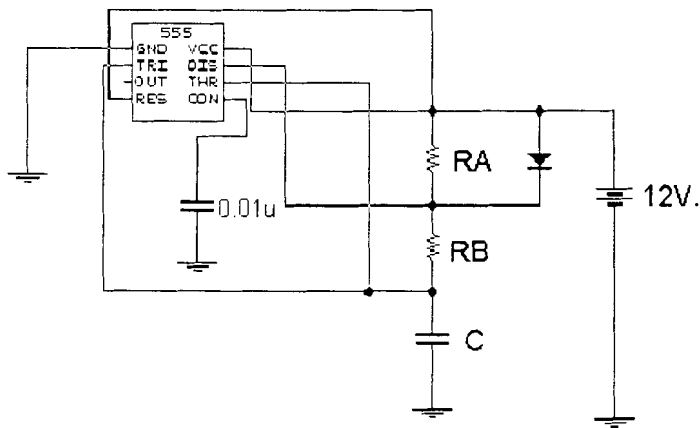 555
GND VCC
TRI DIS
OUT THR
RES CON
RA
12V.
0.01u
RB
C